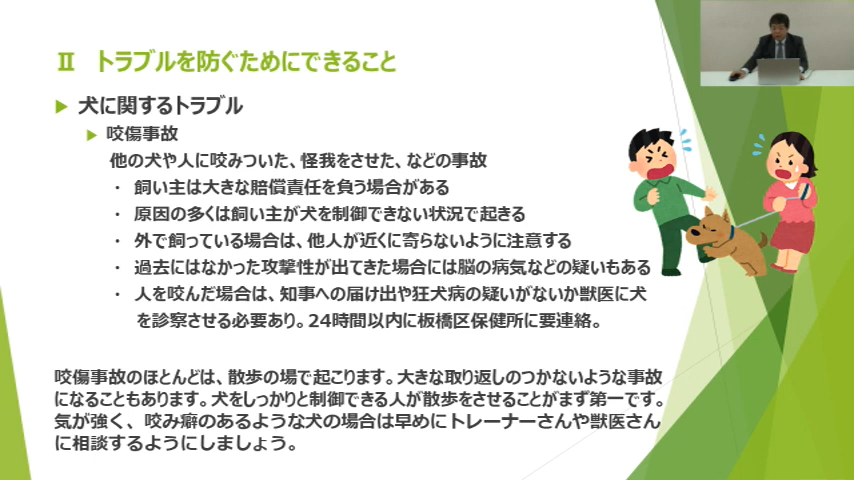 Ⅱ トラブルを防ぐためにできること
▶ 犬に関するトラブル
▶ 咬傷事故
他の犬や人に咬みついた、怪我をさせた、などの事故
・ 飼い主は大きな賠償責任を負う場合がある
・ 原因の多くは飼い主が犬を制御できない状況で起きる
・ 外で飼っている場合は、他人が近くに寄らないように注意する
・ 過去にはなかった攻撃性が出てきた場合には脳の病気などの疑いもある
・ 人を咬んだ場合は、知事への届け出や狂犬病の疑いがないか獣医に犬
を診察させる必要あり。24時間以内に板橋区保健所に要連絡。
咬傷事故のほとんどは、散歩の場で起こります。大きな取り返しのつかないような事故
になることもあります。犬をしっかりと制御できる人が散歩をさせることがまず第一です。
気が強く、咬み癖のあるような犬の場合は早めにトレーナーさんや獣医さん
に相談するようにしましょう。